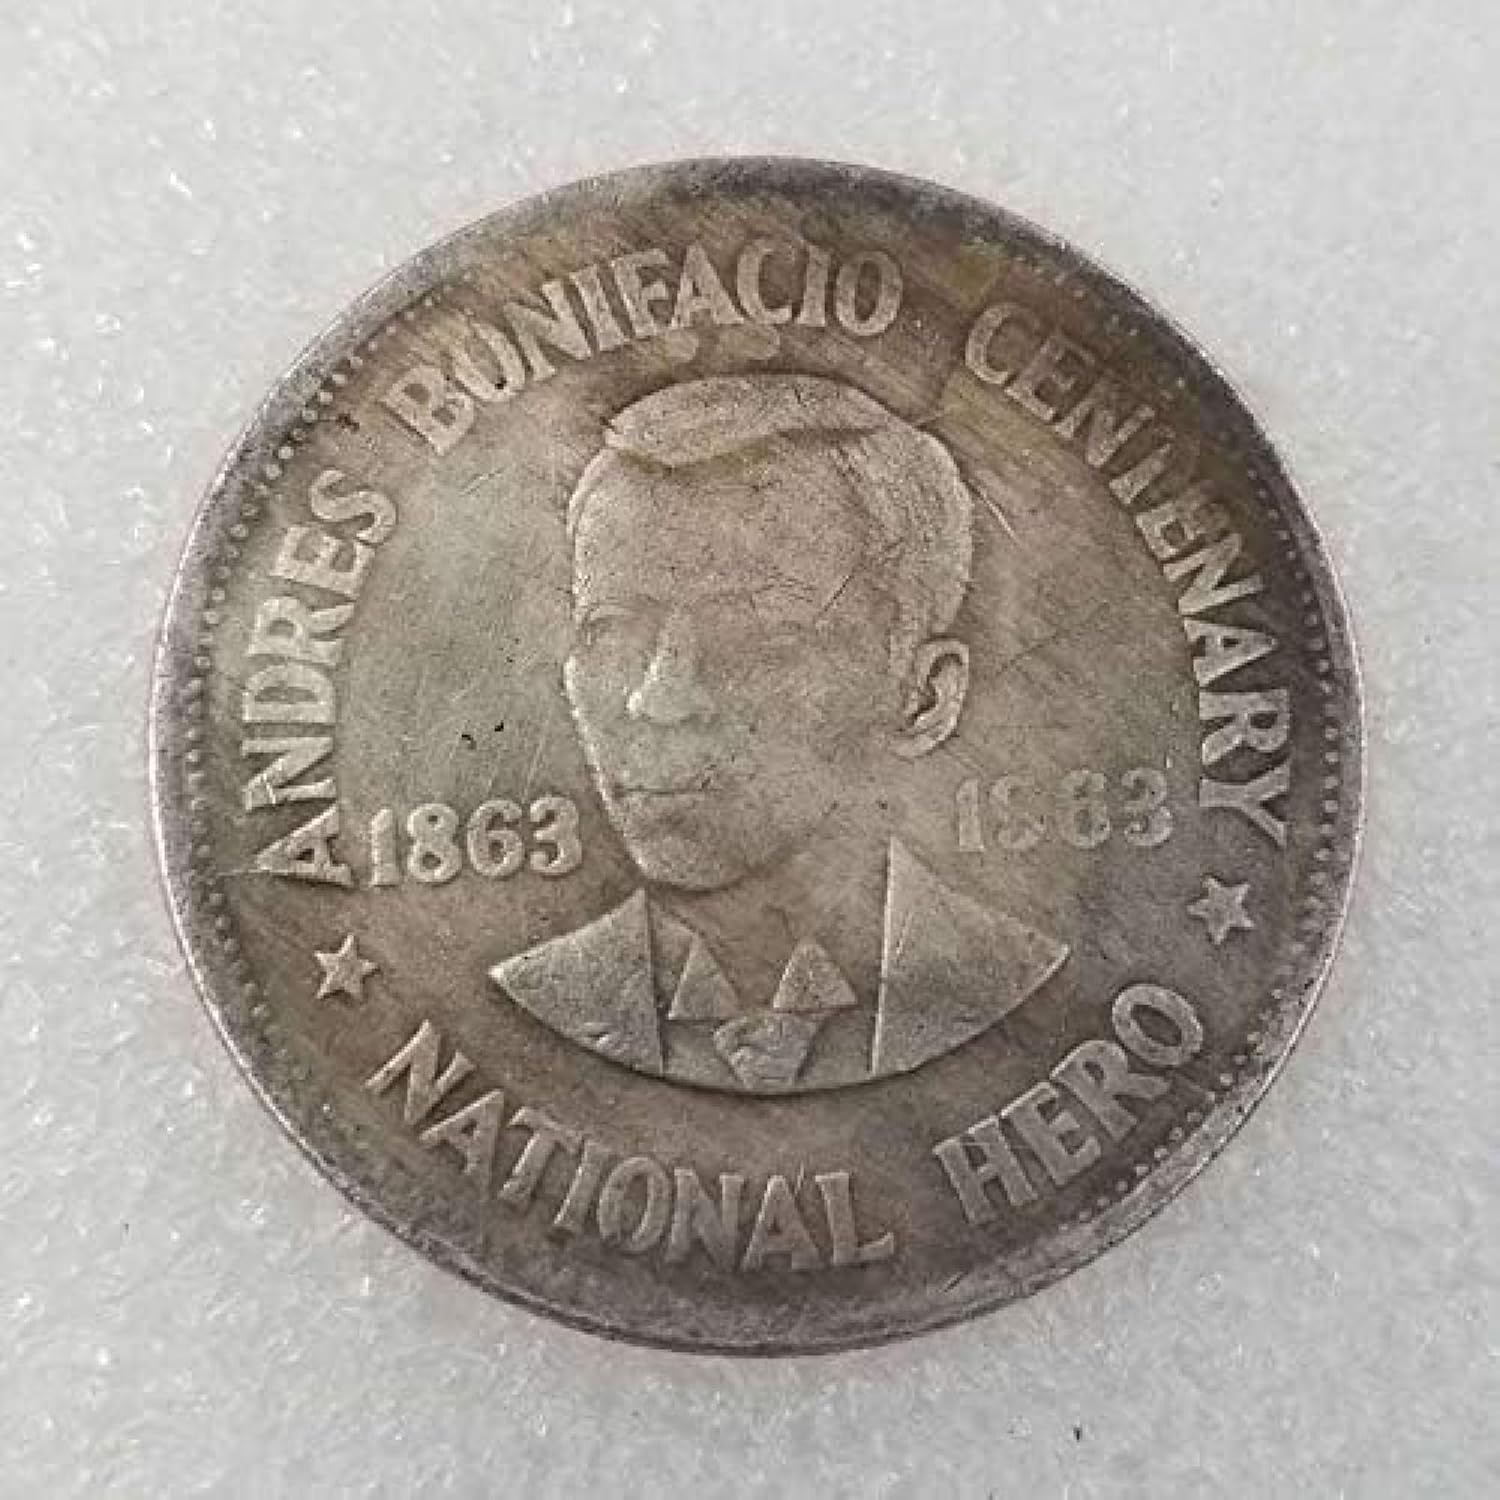 ANDRES BONIFACIO CENTENARY
1863
1963
NATIONAL HERO